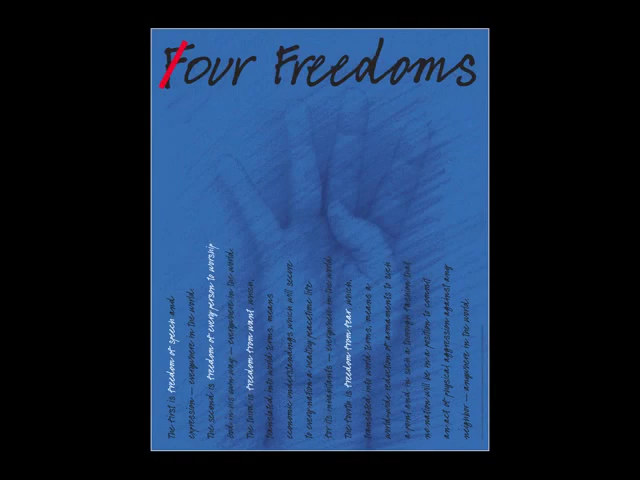 Four Freedoms
The first is freedom of speech and
expression — everywhere in the world.
The second is freedom of every person to worship
God in his own way — everywhere in the world.
The third is freedom from want which,
translated into world terms, means
economic understandings which will secure
to every nation a healthy peacetime life
for its inhabitants — everywhere in the world.
The fourth is freedom from fear which,
translated into world terms, means a
worldwide reduction of armaments to such
a point and in such a thorough fashion that
no nation will be in a position to commit
an act of physical aggression against any
neighbor — anywhere in the world.